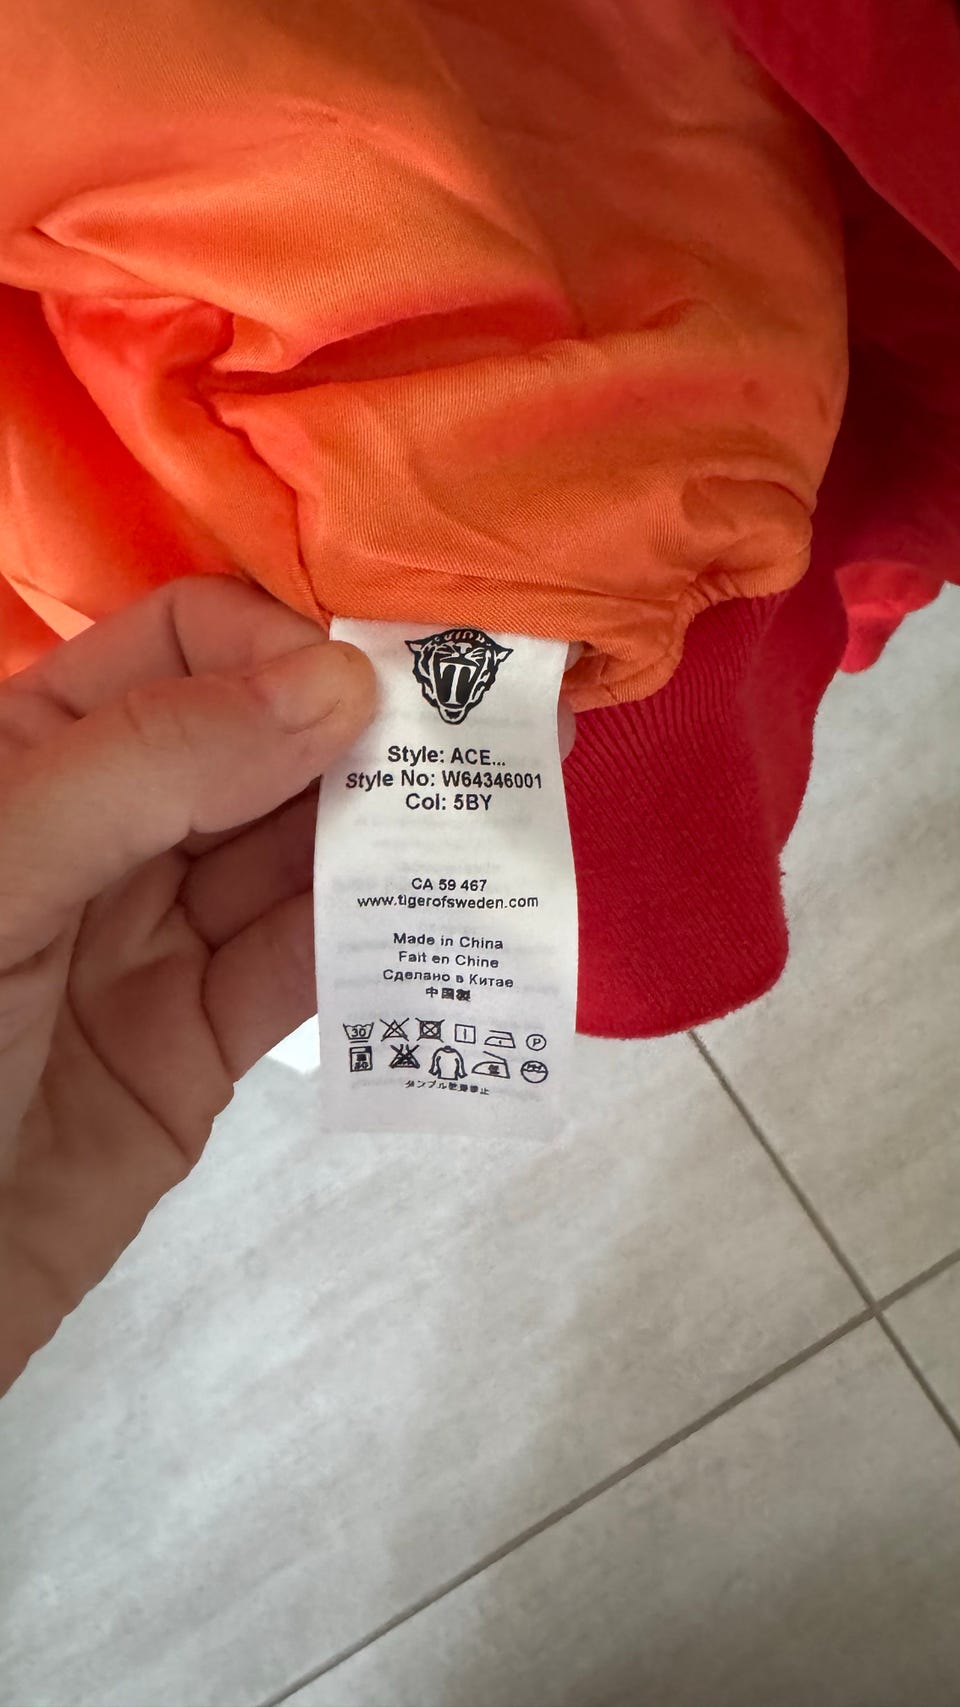 T
Style: ACE...
Style No: W64346001
Col: 5BY
CA 59 467
www.tigerofsweden.com
Made in China
Fait en Chine
Сделано в Китае
中国製
30
P
タンブル乾燥禁止